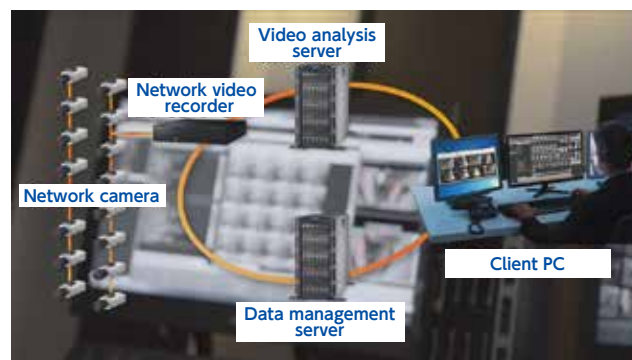 Video analysis
server
Network video
recorder
Network camera
Client PC
Data management
server